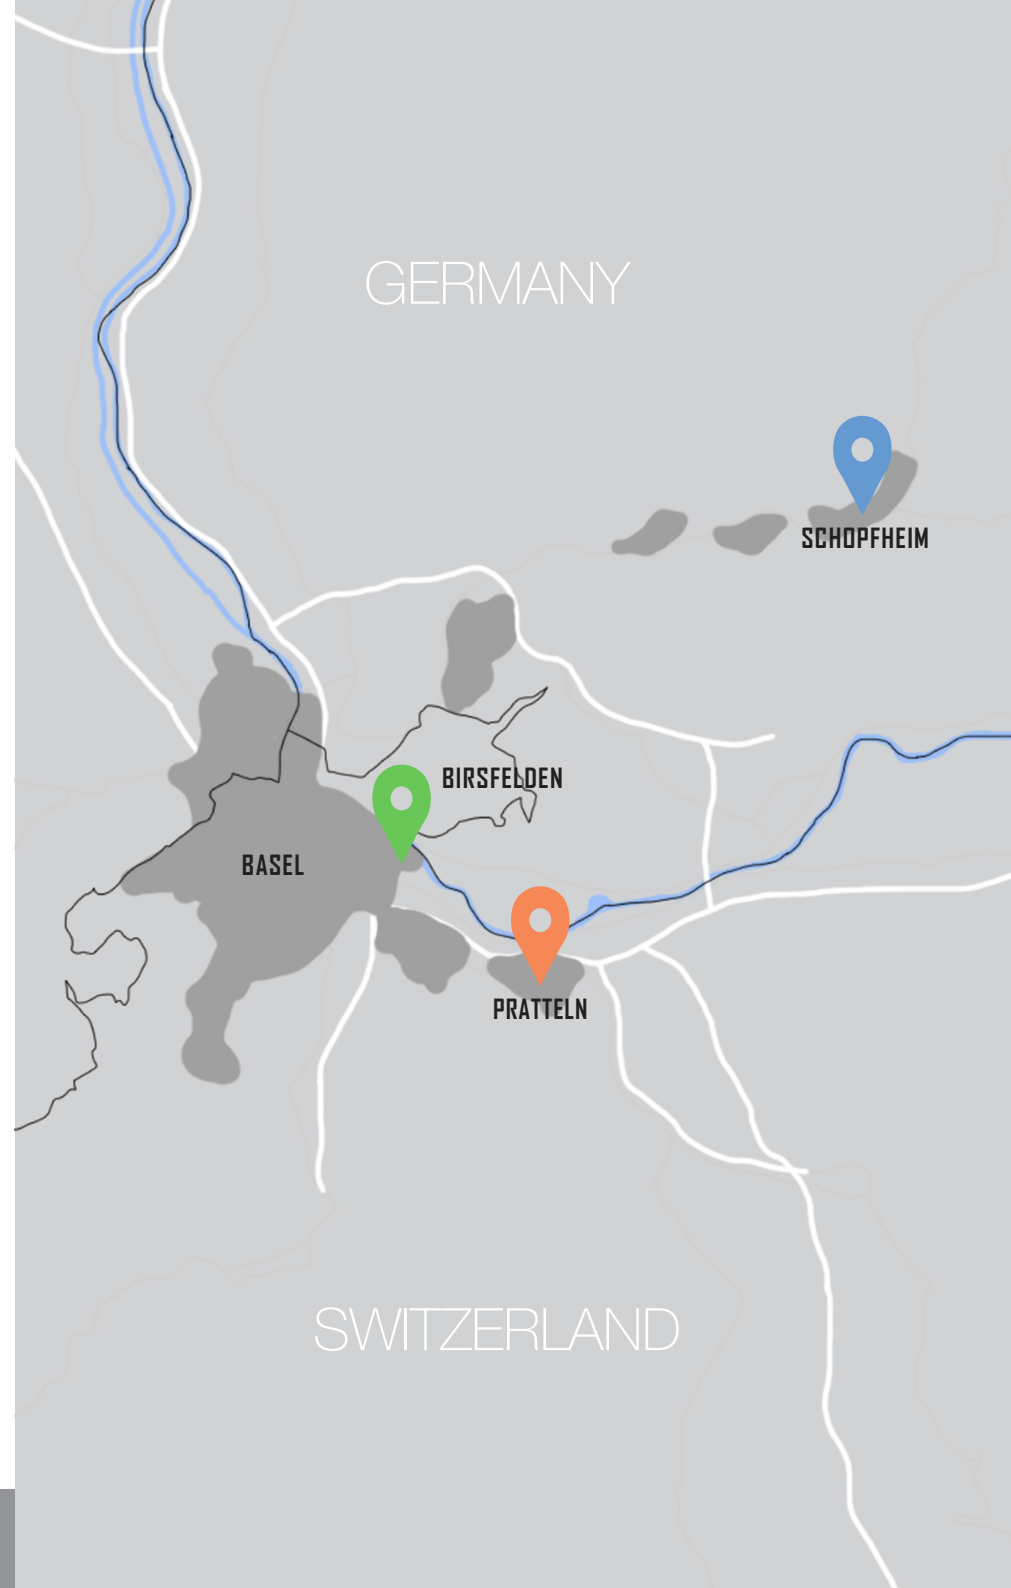 GERMANY
SCHOPFHEIM
BIRSFELDEN
BASEL
PRATTELN
SWITZERLAND